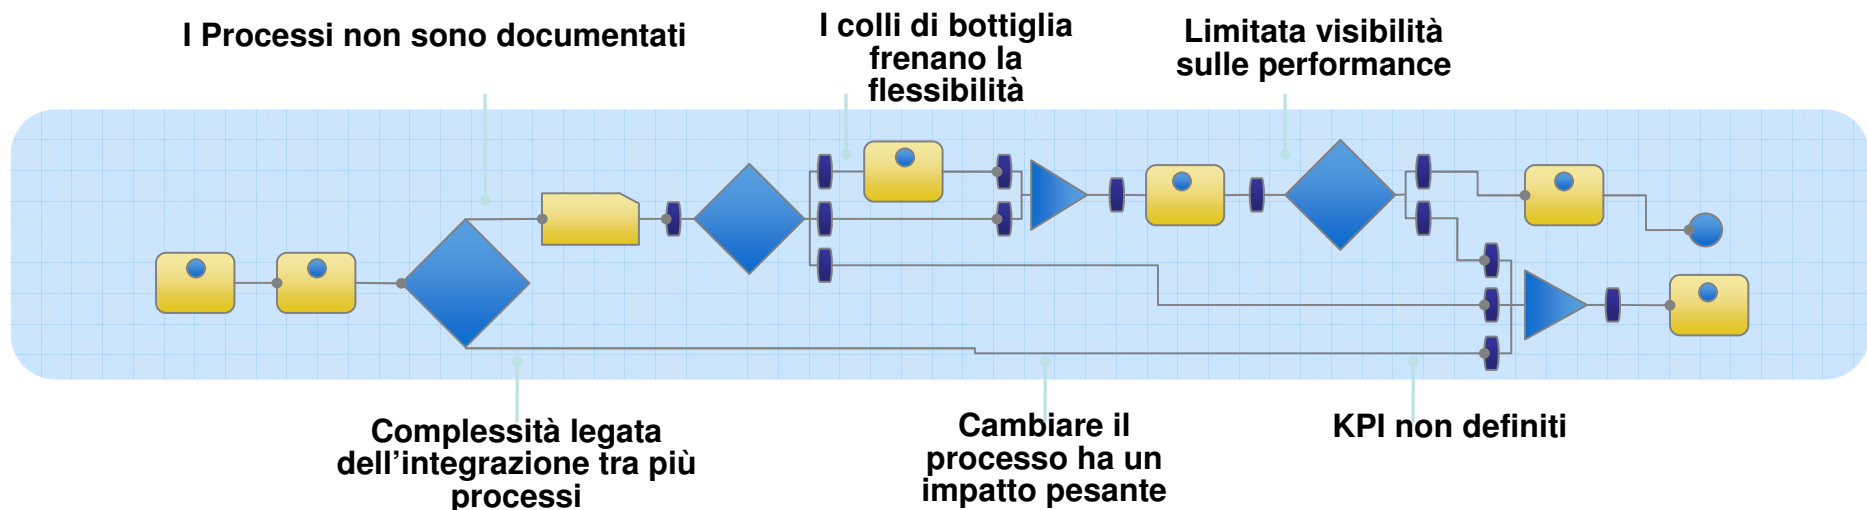 I Processi non sono documentati
I colli di bottiglia
frenano la
flessibilità
Limitata visibilità
sulle performance
Complessità legata
dell’integrazione tra più
processi
Cambiare il
processo ha un
impatto pesante
KPI non definiti